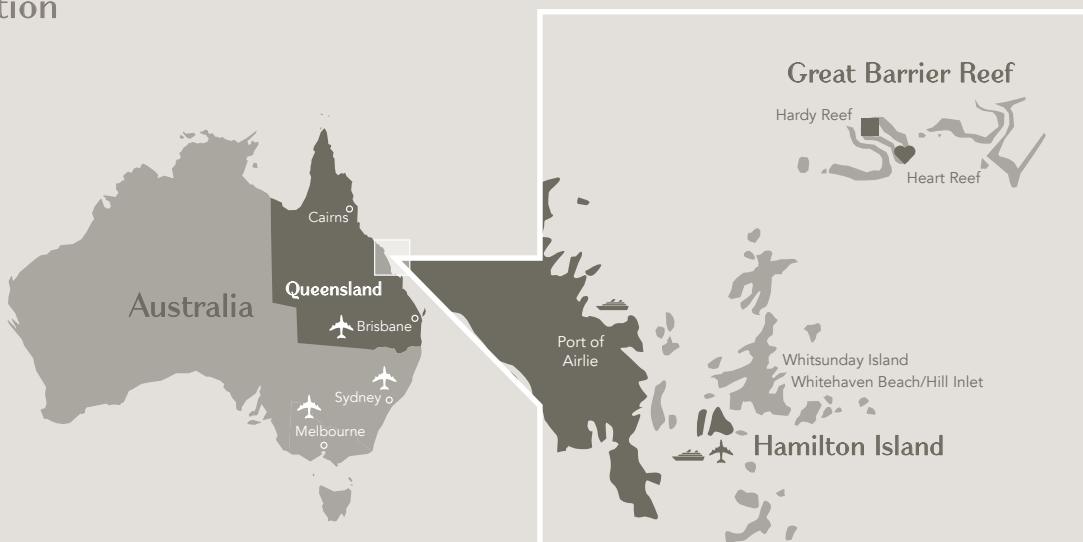 tion
Great Barrier Reef
Hardy Reef
Heart Reef
Cairns
Queensland
Australia
Brisbane
Port of
Airlie
Whitsunday Island
Whitehaven Beach/Hill Inlet
Sydney
Melbourne
Hamilton Island